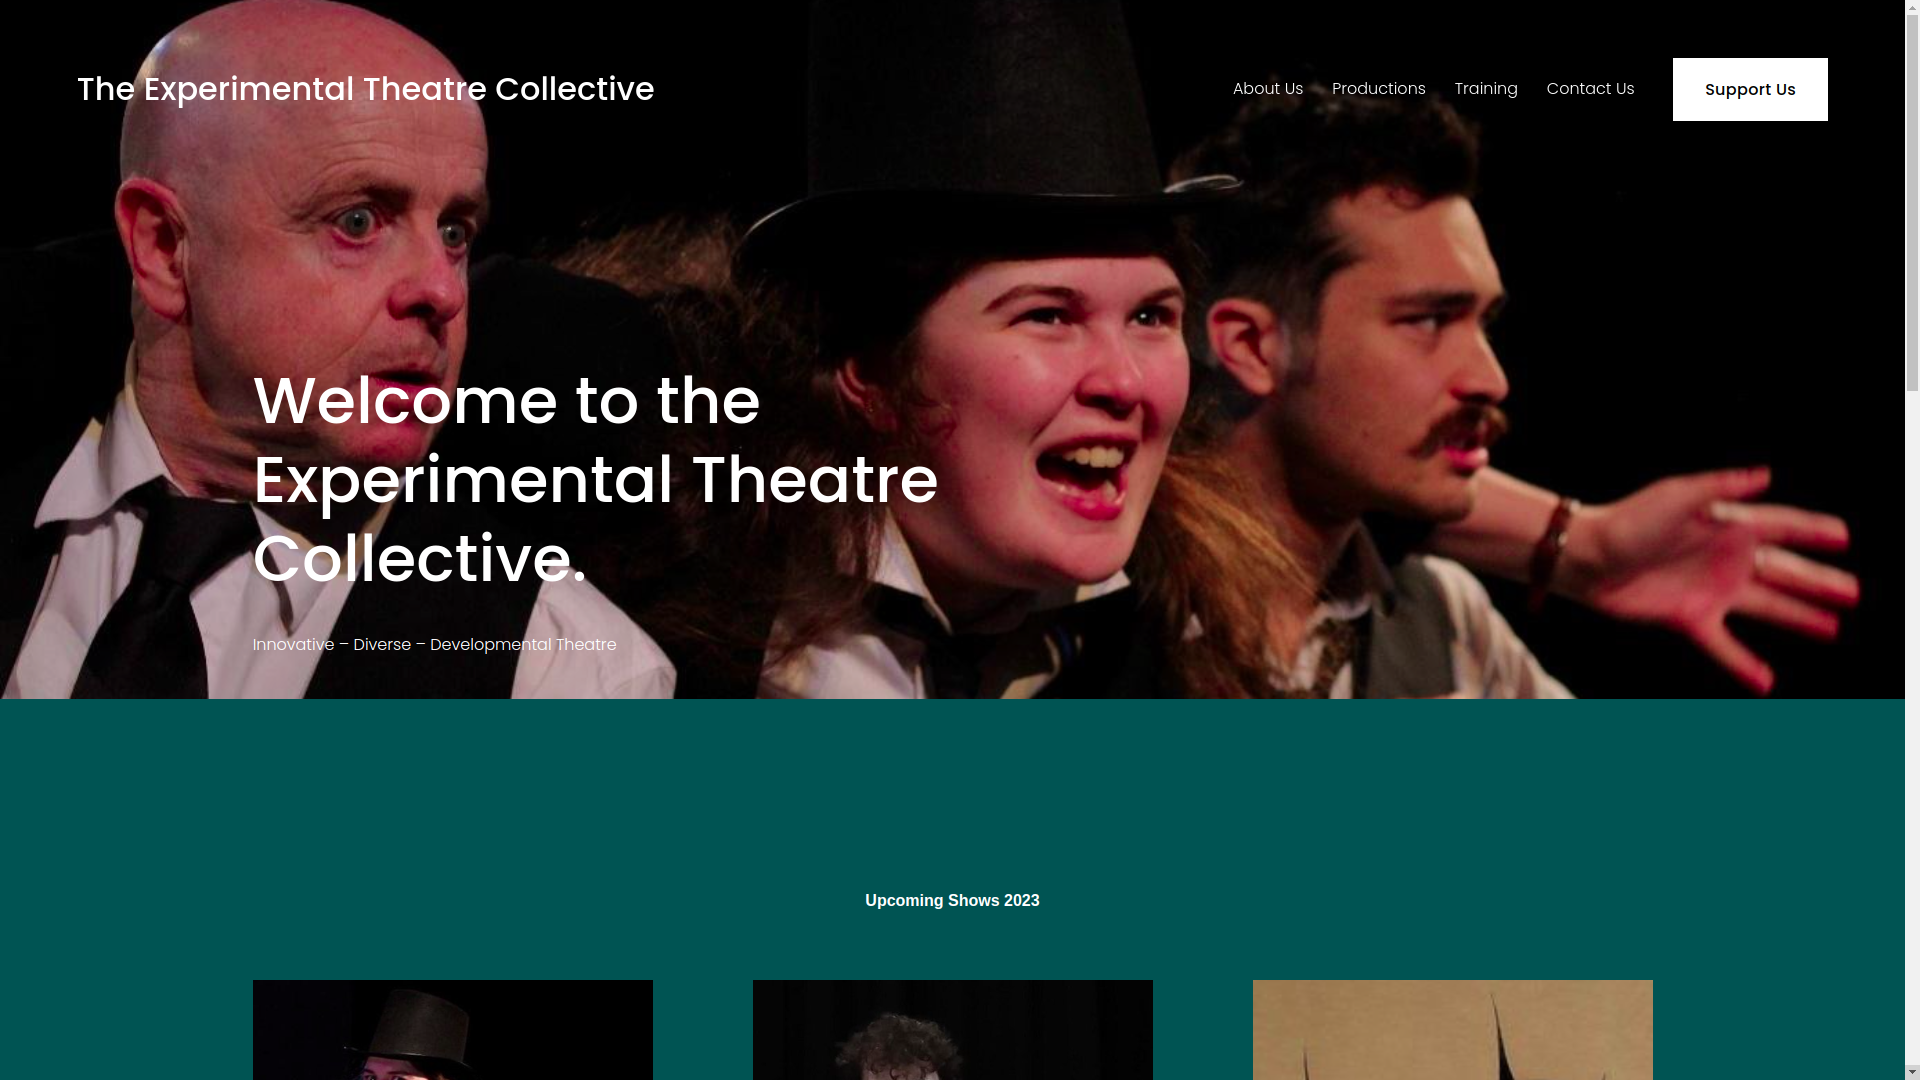 The Experimental Theatre Collective
About Us
Productions
Training
Contact Us
Support Us
Welcome to the
Experimental Theatre
Collective.
Innovative – Diverse – Developmental Theatre
Upcoming Shows 2023